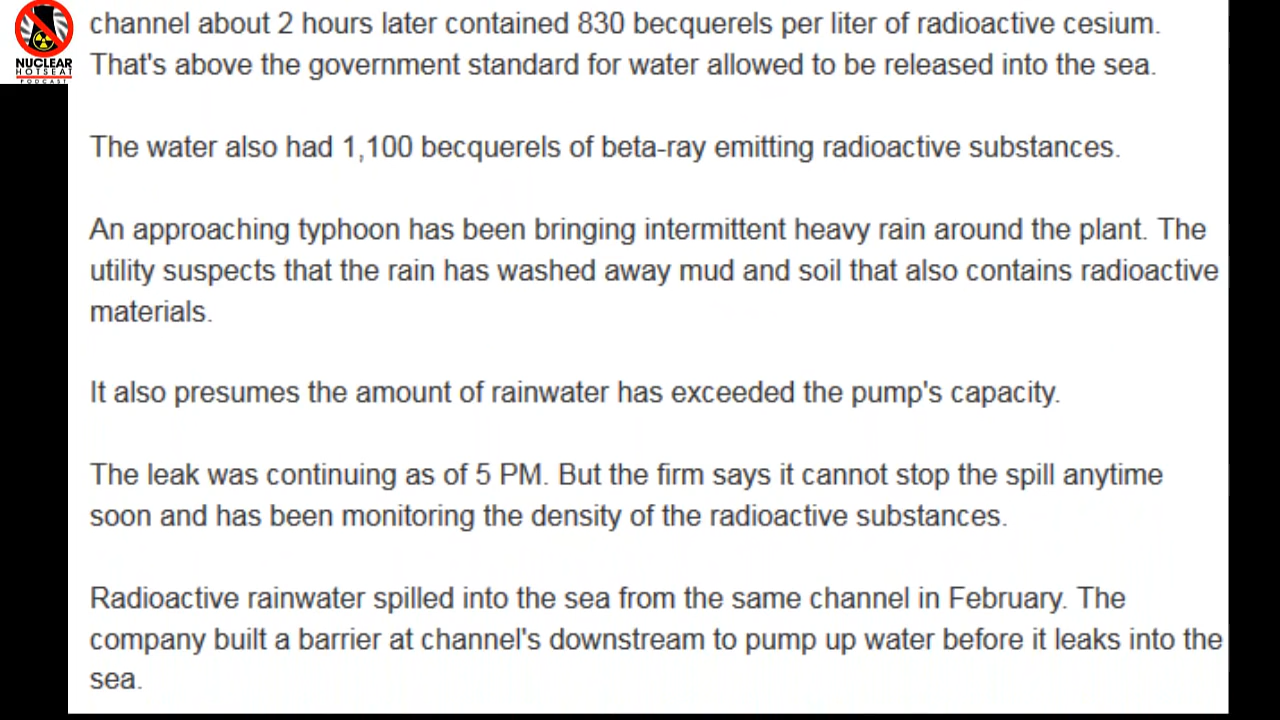 NUCLEAR
HOTSEAT
PODCAST
channel about 2 hours later contained 830 becquerels per liter of radioactive cesium.
That's above the government standard for water allowed to be released into the sea.
The water also had 1,100 becquerels of beta-ray emitting radioactive substances.
An approaching typhoon has been bringing intermittent heavy rain around the plant. The
utility suspects that the rain has washed away mud and soil that also contains radioactive
materials.
It also presumes the amount of rainwater has exceeded the pump's capacity.
The leak was continuing as of 5 PM. But the firm says it cannot stop the spill anytime
soon and has been monitoring the density of the radioactive substances.
Radioactive rainwater spilled into the sea from the same channel in February. The
company built a barrier at channel's downstream to pump up water before it leaks into the
sea.